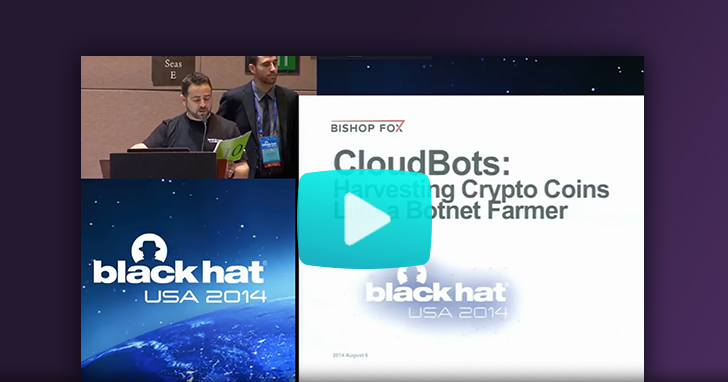 Seas
E
black hat
USA 2014
BISHOP FOX
CloudBots:
Harvesting Crypto Coins
a Botnet Farmer
black hat
USA 2014
2014 August 6